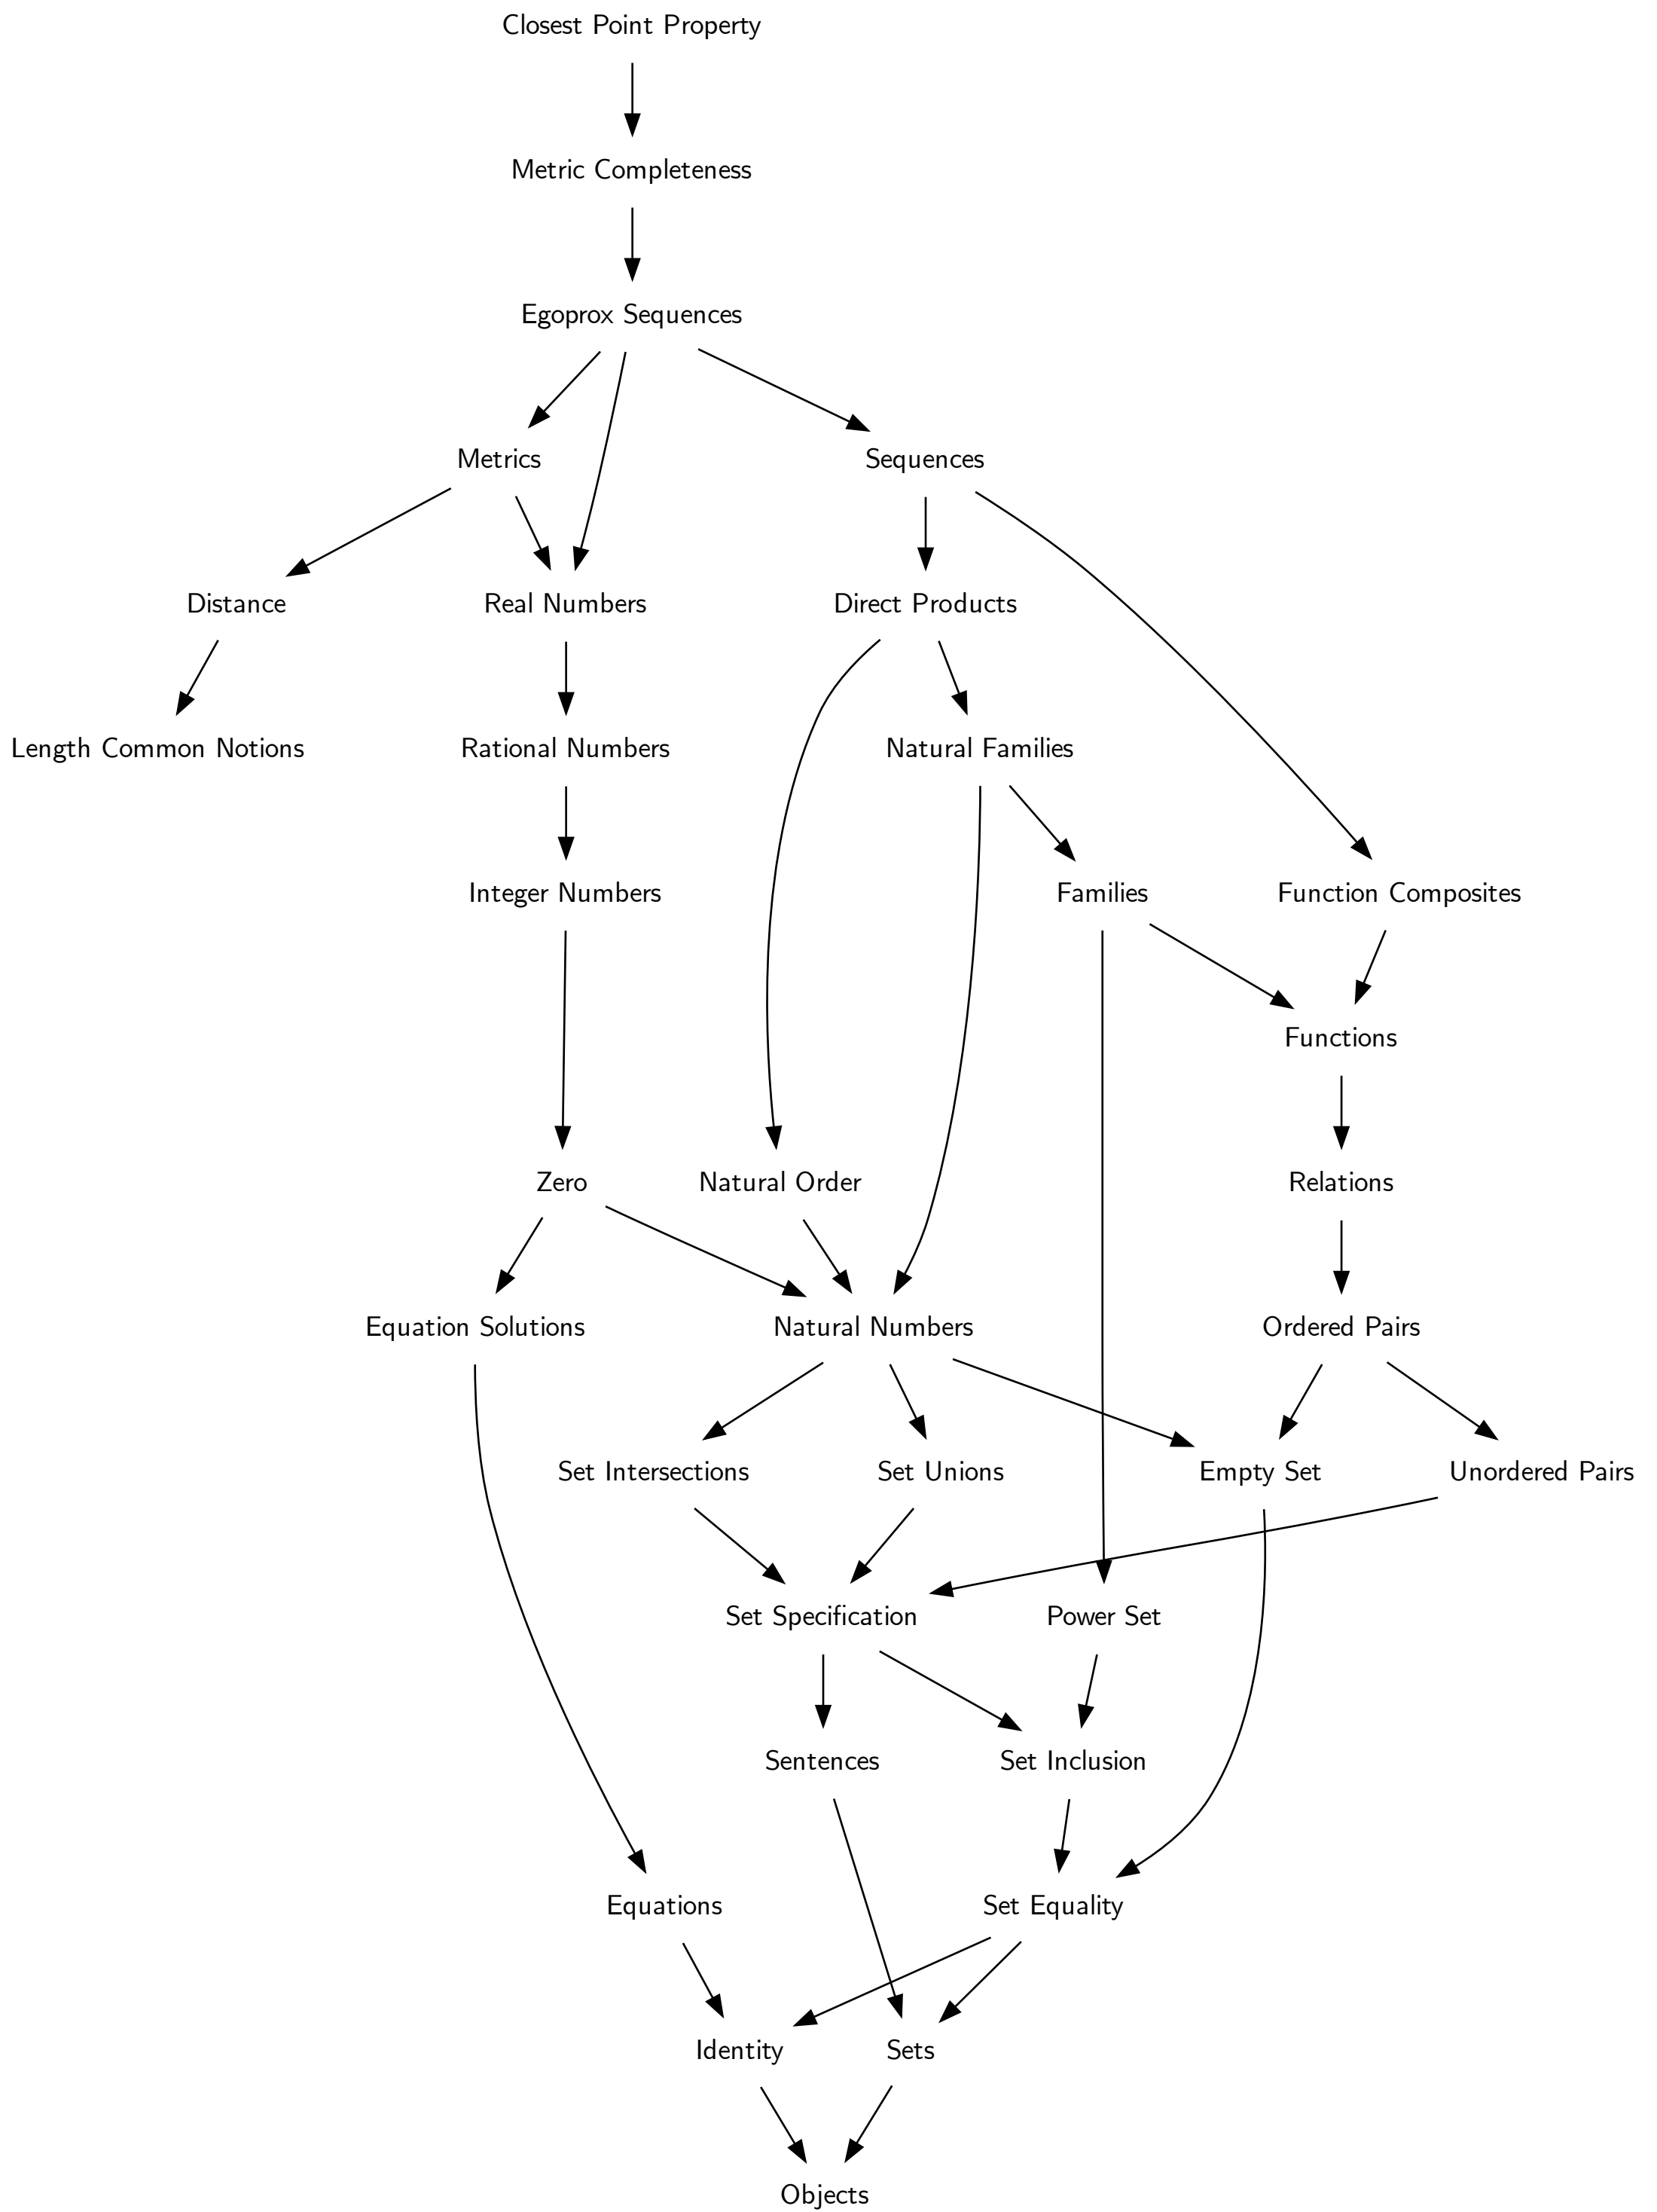 Closest Point Property
Metric Completeness
Egoprox Sequences
Metrics
Sequences
Distance
Real Numbers
Direct Products
Length Common Notions
Rational Numbers
Natural Families
Integer Numbers
Families
Function Composites
Functions
Zero
Natural Order
Relations
Equation Solutions
Natural Numbers
Ordered Pairs
Set Intersections
Set Unions
Empty Set
Unordered Pairs
Set Specification
Power Set
Sentences
Set Inclusion
Equations
Set Equality
Identity
Sets
Objects